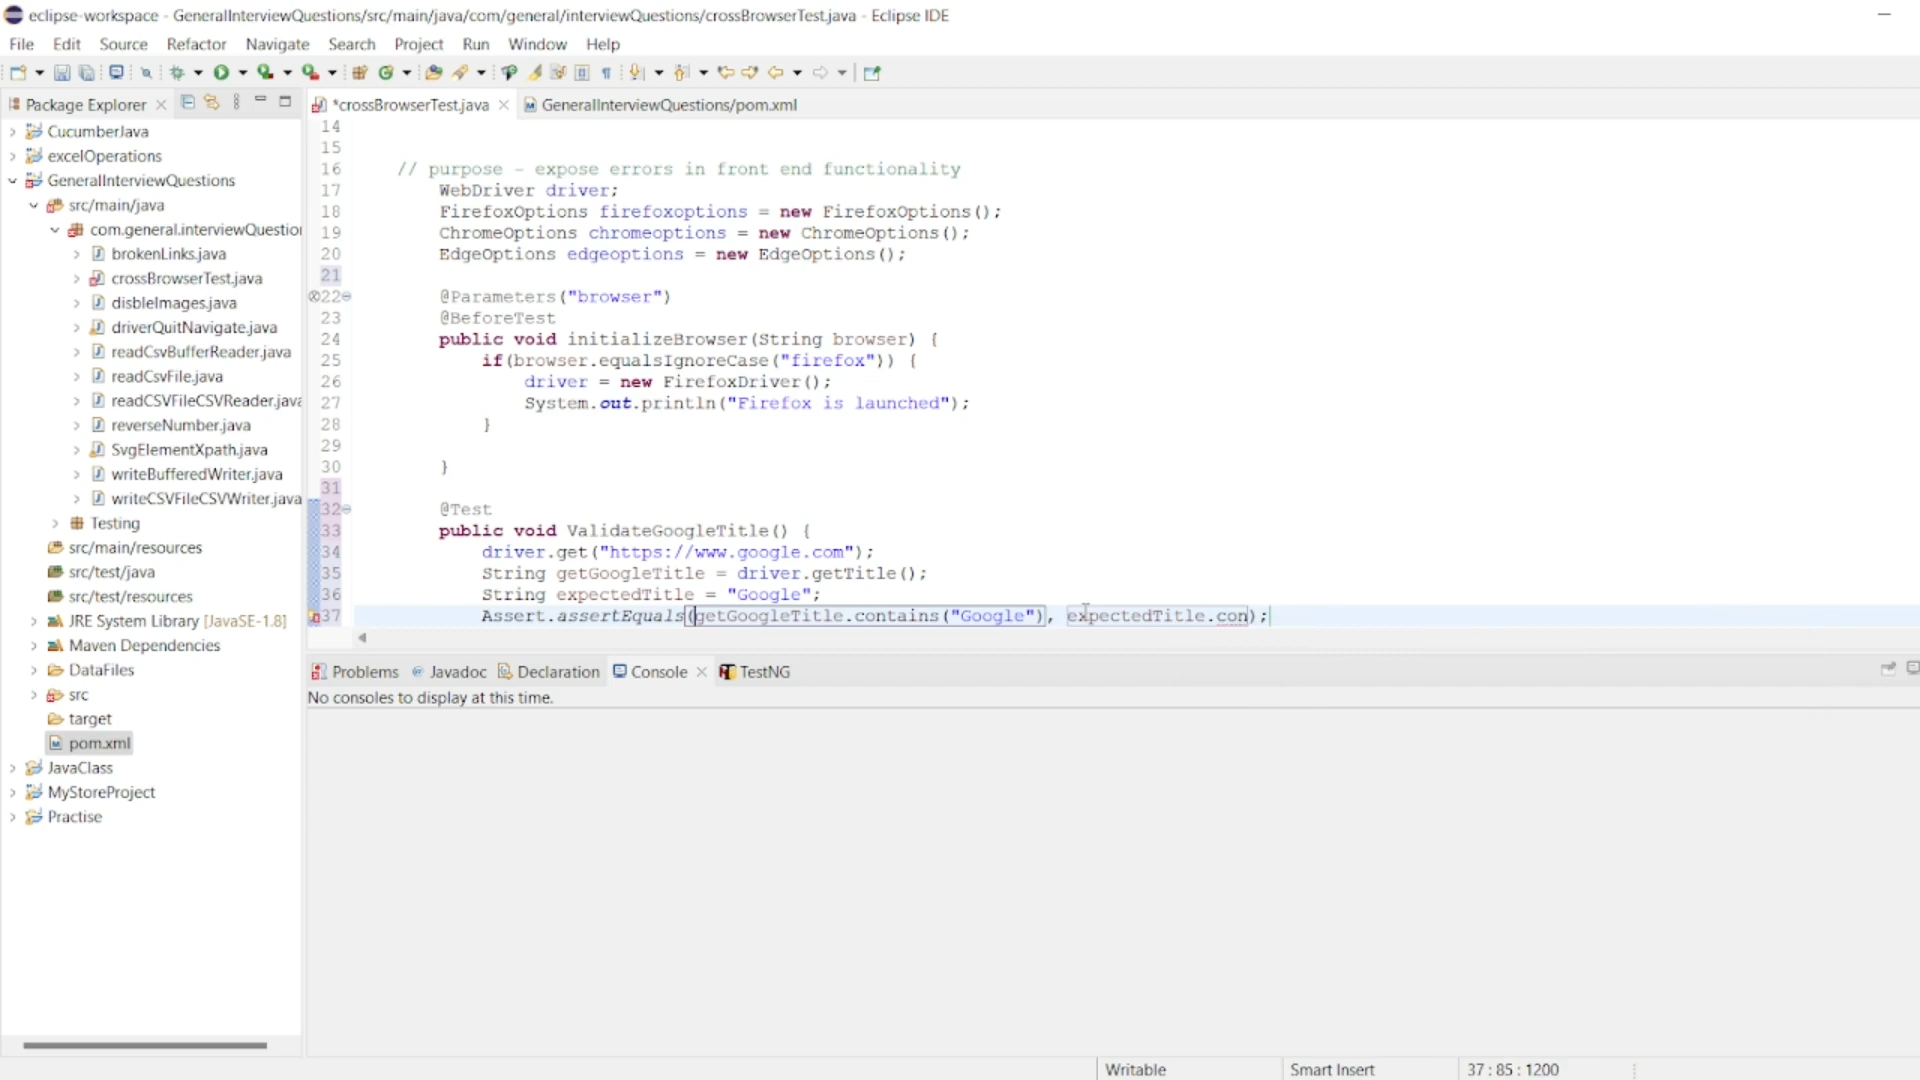 eclipse-workspace - GeneralInterviewQuestions/src/main/java/com/general/interviewQuestions/crossBrowserTest.java - Eclipse IDE
File Edit Source Refactor Navigate Search Project Run Window Help
Package Explorer
*crossBrowserTest.java GeneralInterviewQuestions/pom.xml
CucumberJava
excelOperations
GeneralInterviewQuestions
src/main/java
com.general.interviewQuestion
brokenLinks.java
crossBrowserTest.java
disbleImages.java
driverQuitNavigate.java
readCsvBufferReader.java
readCsvFile.java
readCSVFileCSVReader.java
reverseNumber.java
SvgElementXpath.java
writeBufferedWriter.java
writeCSVFileCSVWriter.java
Testing
src/main/resources
src/test/java
src/test/resources
JRE System Library [JavaSE-1.8]
Maven Dependencies
DataFiles
src
target
pom.xml
JavaClass
MyStoreProject
Practise
14
15
16 // purpose - expose errors in front end functionality
17 WebDriver driver;
18 FirefoxOptions firefoxoptions = new FirefoxOptions();
19 ChromeOptions chromeoptions = new ChromeOptions();
20 EdgeOptions edgeoptions = new EdgeOptions();
21
22 @Parameters("browser")
23 @BeforeTest
24 public void initializeBrowser(String browser) {
25 if(browser.equalsIgnoreCase("firefox")) {
26 driver = new FirefoxDriver();
27 System.out.println("Firefox is launched");
28 }
29
30 }
31
32 @Test
33 public void ValidateGoogleTitle() {
34 driver.get("https://www.google.com");
35 String getGoogleTitle = driver.getTitle();
36 String expectedTitle = "Google";
37 Assert.assertEquals(getGoogleTitle.contains("Google"), expectedTitle.con);
Problems Javadoc Declaration Console TestNG
No consoles to display at this time.
Writable Smart Insert 37 : 85 : 1200